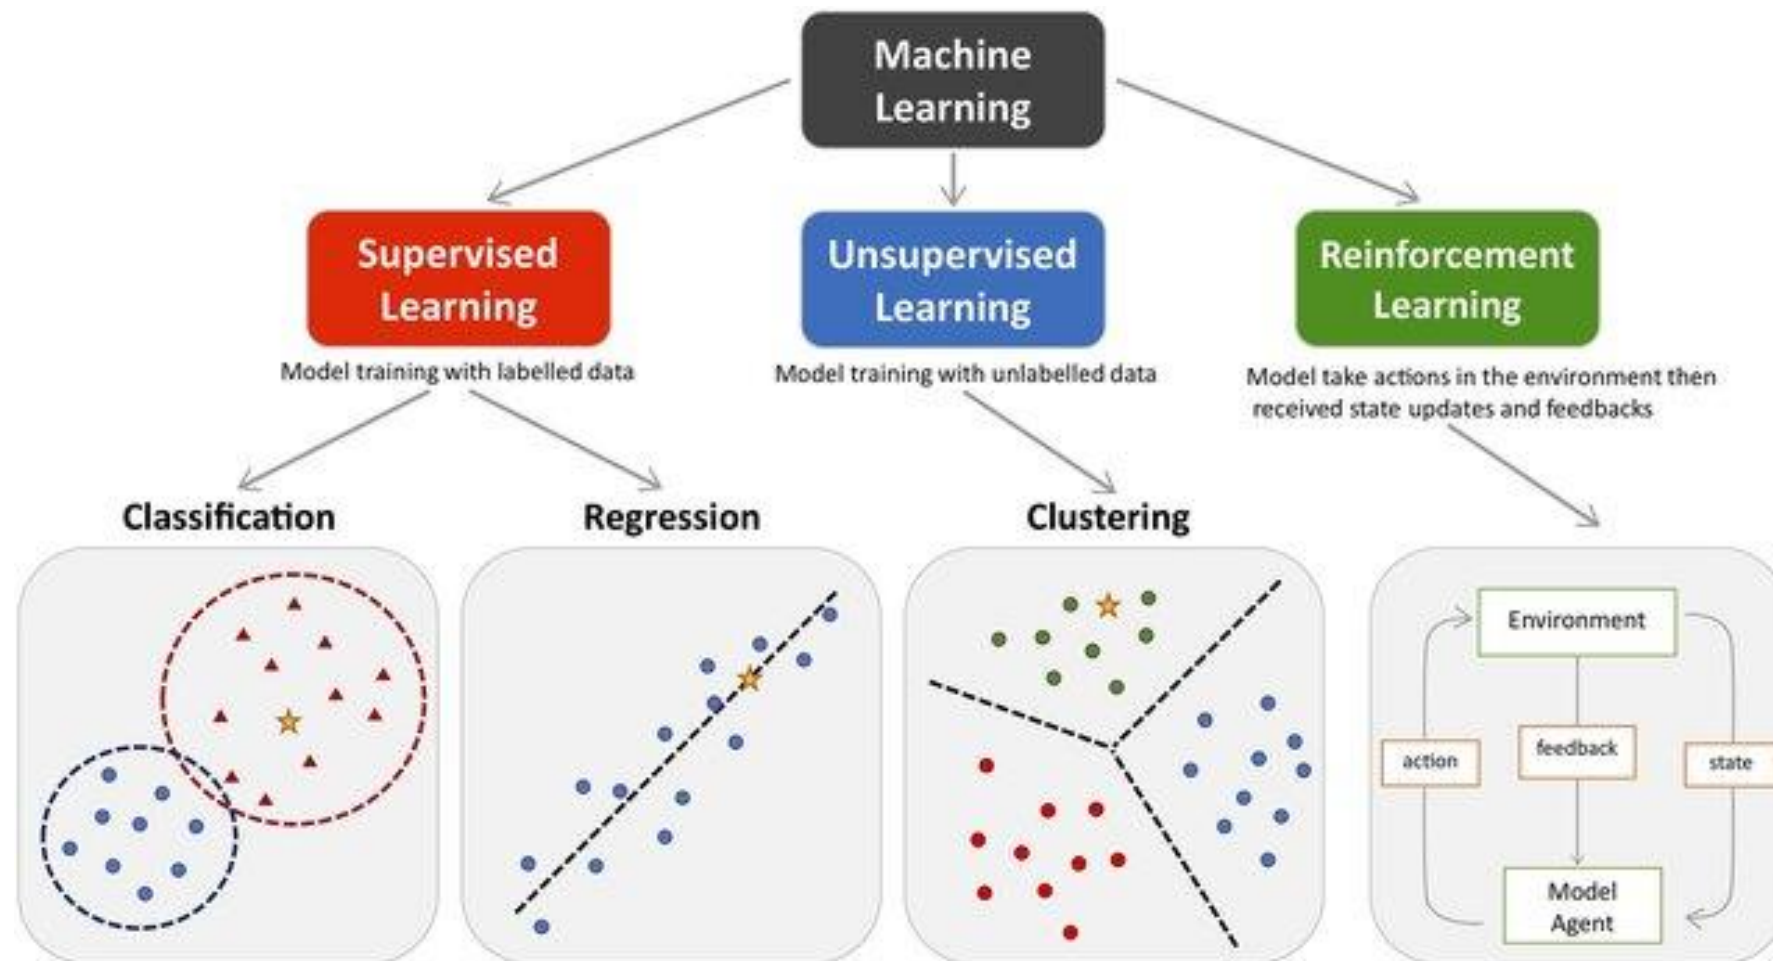 Machine
Learning
Supervised
Learning
Unsupervised
Learning
Reinforcement
Learning
Model training with labelled data
Model training with unlabelled data
Model take actions in the environment then
received state updates and feedbacks
Classification
Regression
Clustering
Environment
action
feedback
state
Model
Agent